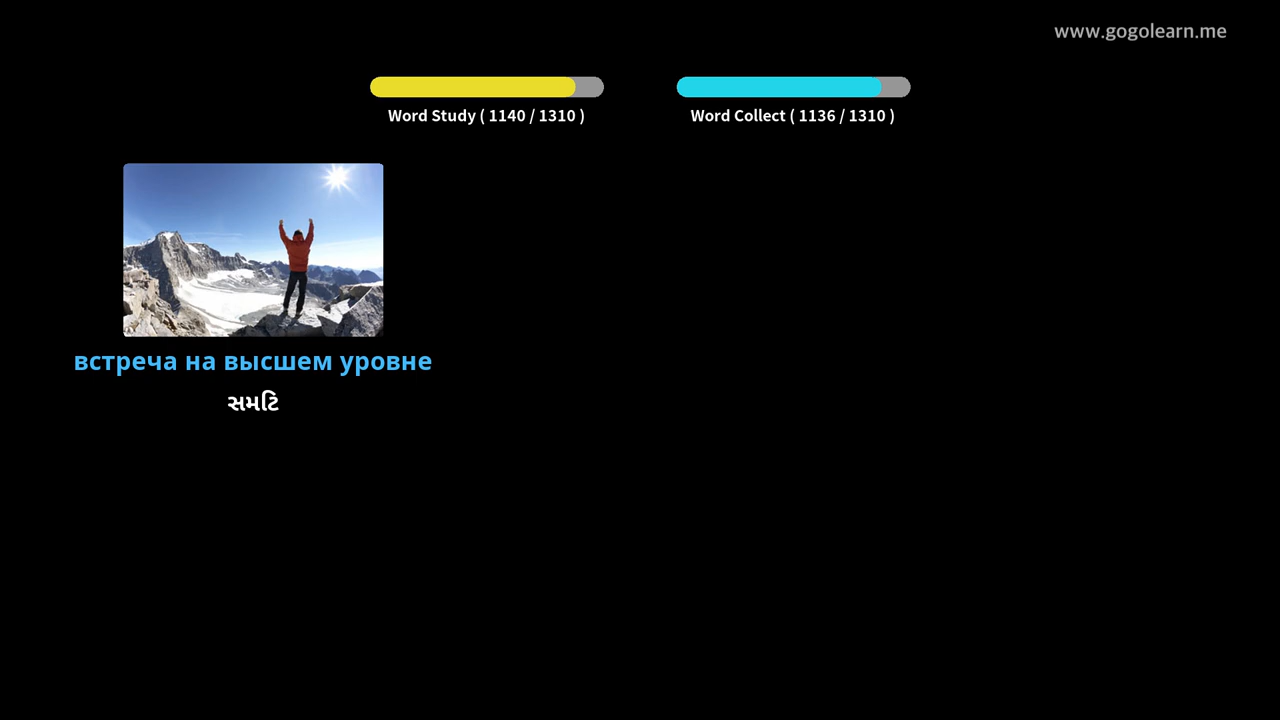 www.gogolearn.me
Word Study ( 1140 / 1310 )
Word Collect ( 1136 / 1310 )
встреча на высшем уровне
સમટિ